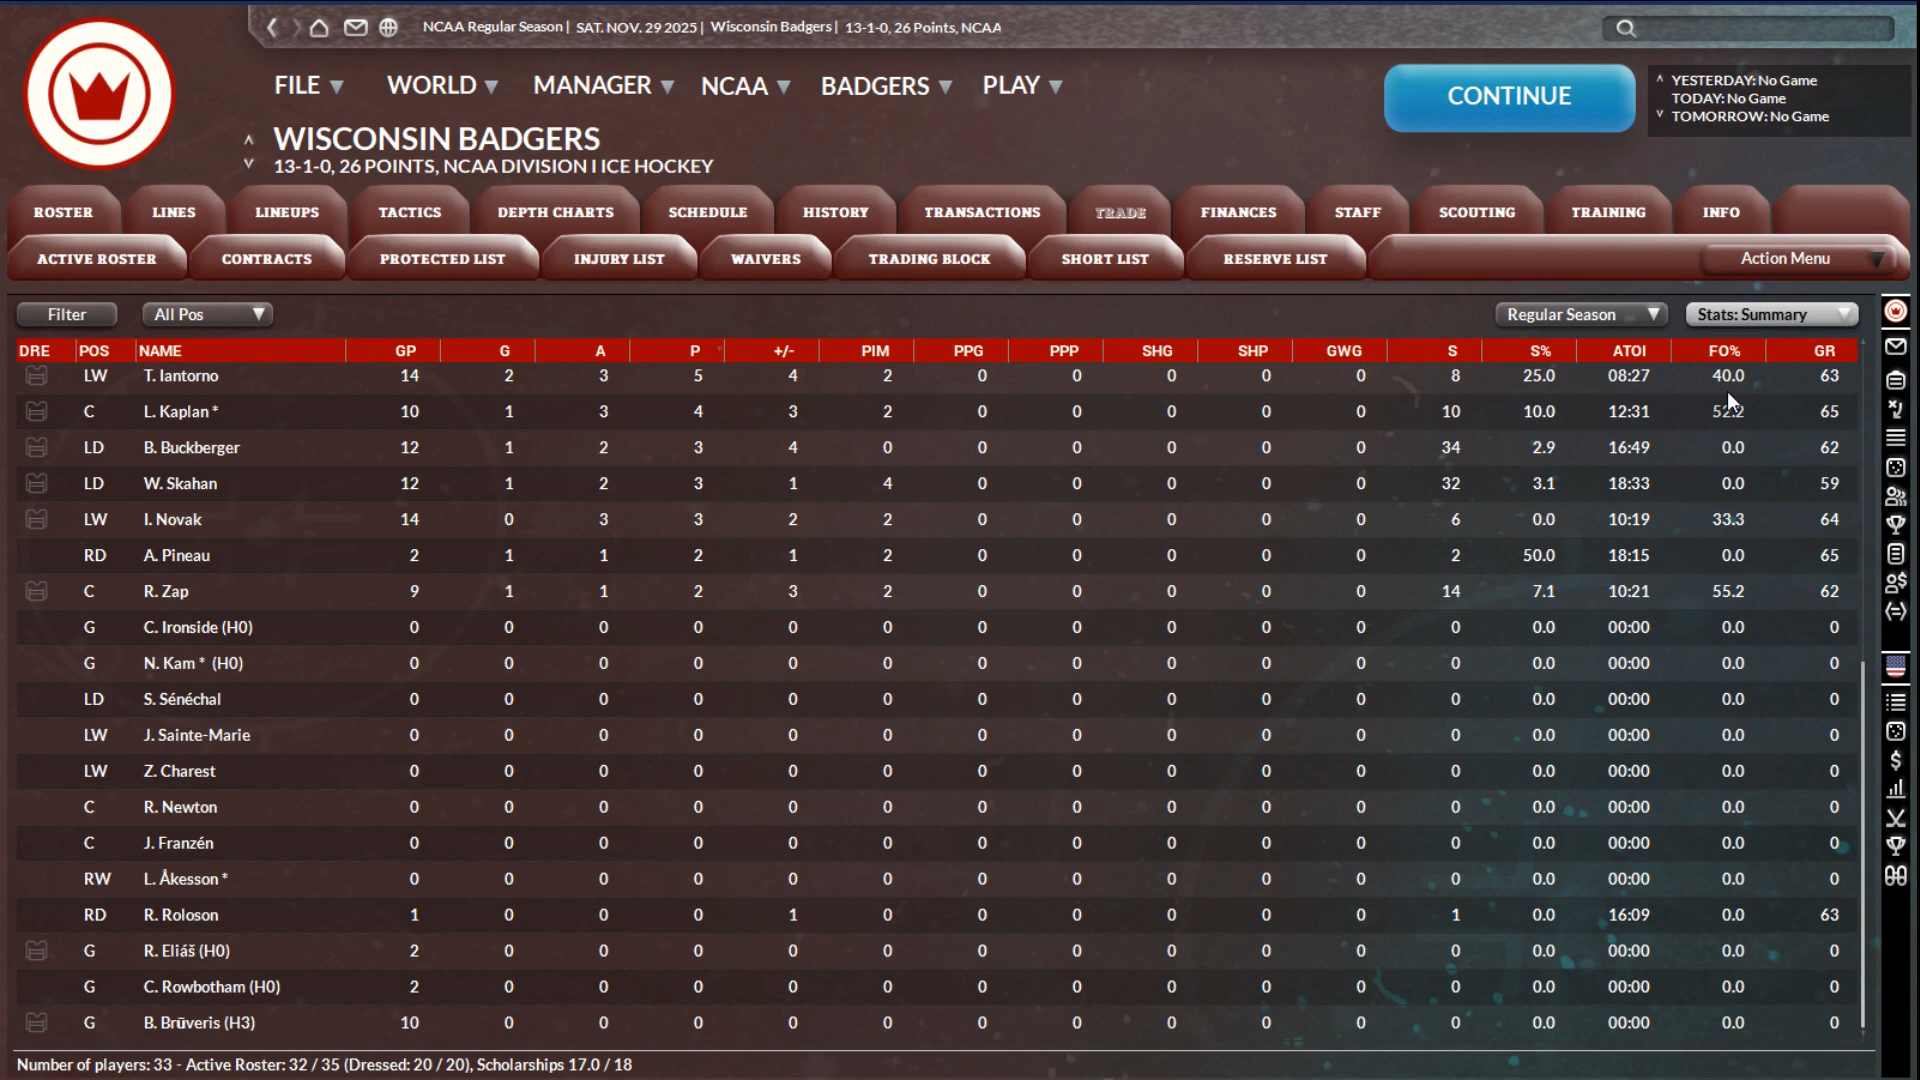 NCAA Regular Season | SAT. NOV. 29 2025 | Wisconsin Badgers | 13-1-0, 26 Points, NCAA
FILE WORLD MANAGER NCAA BADGERS PLAY
CONTINUE
YESTERDAY: No Game
TODAY: No Game
TOMORROW: No Game
WISCONSIN BADGERS
13-1-0, 26 POINTS, NCAA DIVISION I ICE HOCKEY
ROSTER LINES LINEUPS TACTICS DEPTH CHARTS SCHEDULE HISTORY TRANSACTIONS TRADE FINANCES STAFF SCOUTING TRAINING INFO
ACTIVE ROSTER CONTRACTS PROTECTED LIST INJURY LIST WAIVERS TRADING BLOCK SHORT LIST RESERVE LIST Action Menu
Filter All Pos Regular Season Stats: Summary
DRE POS NAME GP G A P +/- PIM PPG PPP SHG SHP GWG S S% ATOI FO% GR
LW T. Iantorno 14 2 3 5 4 2 0 0 0 0 0 8 25.0 08:27 40.0 63
C L. Kaplan * 10 1 3 4 3 2 0 0 0 0 0 10 10.0 12:31 52.2 65
LD B. Buckberger 12 1 2 3 4 0 0 0 0 0 0 34 2.9 16:49 0.0 62
LD W. Skahan 12 1 2 3 1 4 0 0 0 0 0 32 3.1 18:33 0.0 59
LW I. Novak 14 0 3 3 2 2 0 0 0 0 0 6 0.0 10:19 33.3 64
RD A. Pineau 2 1 1 2 1 2 0 0 0 0 0 2 50.0 18:15 0.0 65
C R. Zap 9 1 1 2 3 2 0 0 0 0 0 14 7.1 10:21 55.2 62
G C. Ironside (H0) 0 0 0 0 0 0 0 0 0 0 0 0 0.0 00:00 0.0 0
G N. Kam * (H0) 0 0 0 0 0 0 0 0 0 0 0 0 0.0 00:00 0.0 0
LD S. Sénéchal 0 0 0 0 0 0 0 0 0 0 0 0 0.0 00:00 0.0 0
LW J. Sainte-Marie 0 0 0 0 0 0 0 0 0 0 0 0 0.0 00:00 0.0 0
LW Z. Charest 0 0 0 0 0 0 0 0 0 0 0 0 0.0 00:00 0.0 0
C R. Newton 0 0 0 0 0 0 0 0 0 0 0 0 0.0 00:00 0.0 0
C J. Franzén 0 0 0 0 0 0 0 0 0 0 0 0 0.0 00:00 0.0 0
RW L. Åkesson * 0 0 0 0 0 0 0 0 0 0 0 0 0.0 00:00 0.0 0
RD R. Roloson 1 0 0 0 1 0 0 0 0 0 0 1 0.0 16:09 0.0 63
G R. Eliáš (H0) 2 0 0 0 0 0 0 0 0 0 0 0 0.0 00:00 0.0 0
G C. Rowbotham (H0) 2 0 0 0 0 0 0 0 0 0 0 0 0.0 00:00 0.0 0
G B. Brūveris (H3) 10 0 0 0 0 0 0 0 0 0 0 0 0.0 00:00 0.0 0
Number of players: 33 - Active Roster: 32 / 35 (Dressed: 20 / 20), Scholarships 17.0 / 18